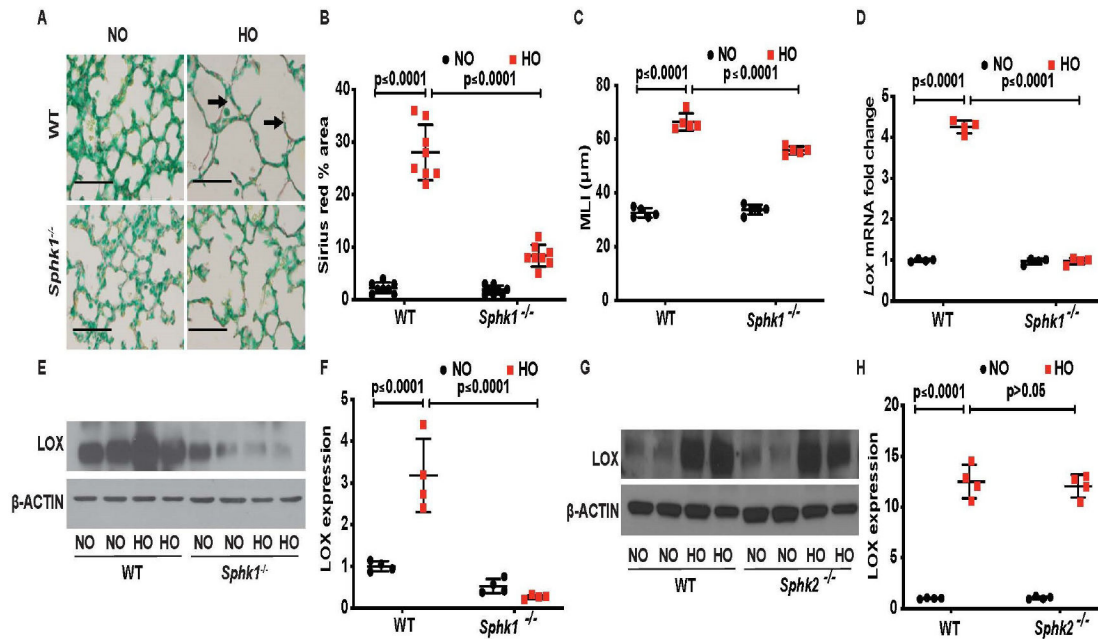 A
NO
HO
WT
Sphk1-/-
B
NO HO
p≤0.0001 p≤0.0001
Sirius red % area
40
30
20
10
0
WT Sphk1 -/-
C
NO HO
p≤0.0001 p≤0.0001
MLI (μm)
80
60
40
20
0
WT Sphk1 -/-
D
NO HO
p≤0.0001 p≤0.0001
Lox mRNA fold change
5
4
3
2
1
0
WT Sphk1 -/-
E
LOX
β-ACTIN
NO NO HO HO NO NO HO HO
WT Sphk1-/-
F
NO HO
p≤0.0001 p≤0.0001
LOX expression
5
4
3
2
1
0
WT Sphk1 -/-
G
LOX
β-ACTIN
NO NO HO HO NO NO HO HO
WT Sphk2 -/-
H
NO HO
p≤0.0001 p>0.05
LOX expression
20
15
10
5
0
WT Sphk2 -/-